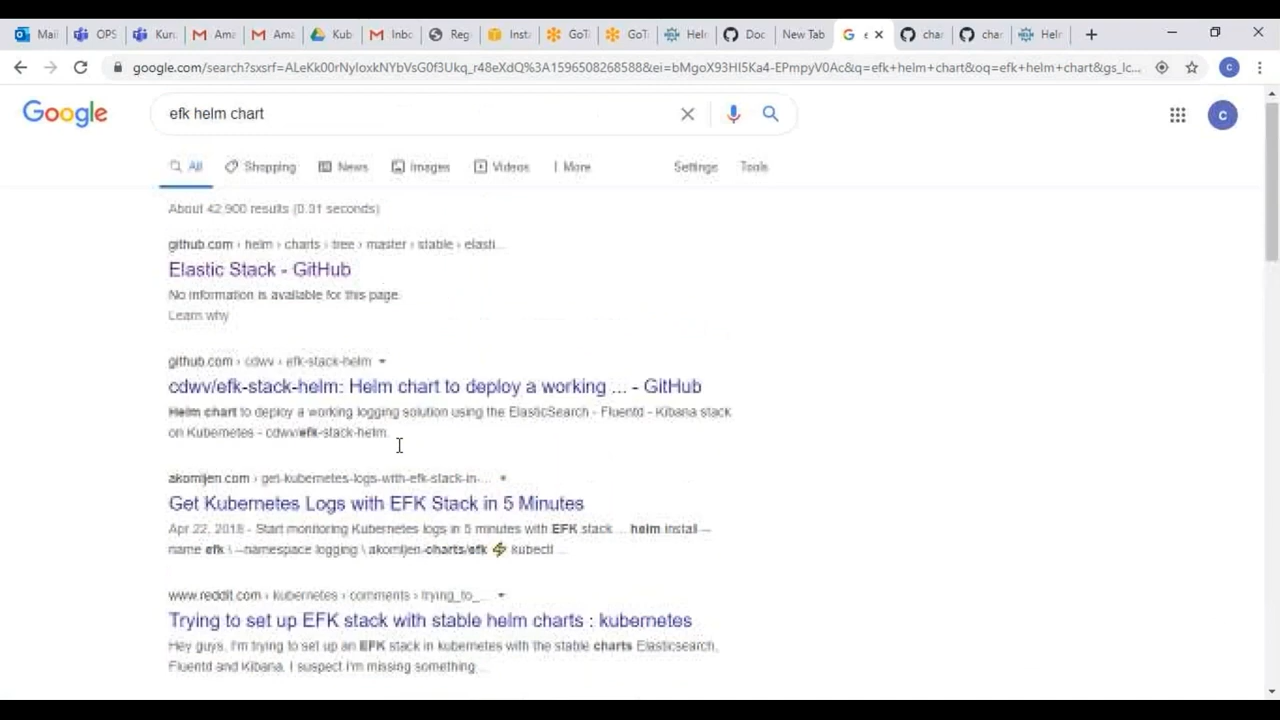 Mail OPS Kur Ama Ama Kub Inbo Reg Insta GoT GoT Helm Doc New Tab e char char Helm
google.com/search?sxsrf=ALeKk00rNyIoxkNYbVsG0f3Ukq_r48eXdQ%3A1596508268588&ei=bMgoX93HI5Ka4-EPmpyV0Ac&q=efk+helm+chart&oq=efk+helm+chart&gs_lc...
C
Google
efk helm chart
C
All Shopping News Images Videos More Settings Tools
About 42,900 results (0.31 seconds)
github.com › helm › charts › tree › master › stable › elasti...
Elastic Stack - GitHub
No information is available for this page.
Learn why
github.com › cdwv › efk-stack-helm
cdwv/efk-stack-helm: Helm chart to deploy a working ... - GitHub
Helm chart to deploy a working logging solution using the ElasticSearch - Fluentd - Kibana stack
on Kubernetes - cdwv/efk-stack-helm.
akomljen.com › get-kubernetes-logs-with-efk-stack-in-...
Get Kubernetes Logs with EFK Stack in 5 Minutes
Apr 22, 2018 - Start monitoring Kubernetes logs in 5 minutes with EFK stack ... helm install --
name efk \ --namespace logging \ akomljen-charts/efk ⚡ kubectl ...
www.reddit.com › kubernetes › comments › trying_to_...
Trying to set up EFK stack with stable helm charts : kubernetes
Hey guys, I'm trying to set up an EFK stack in kubernetes with the stable charts Elasticsearch,
Fluentd and Kibana. I suspect I'm missing something...